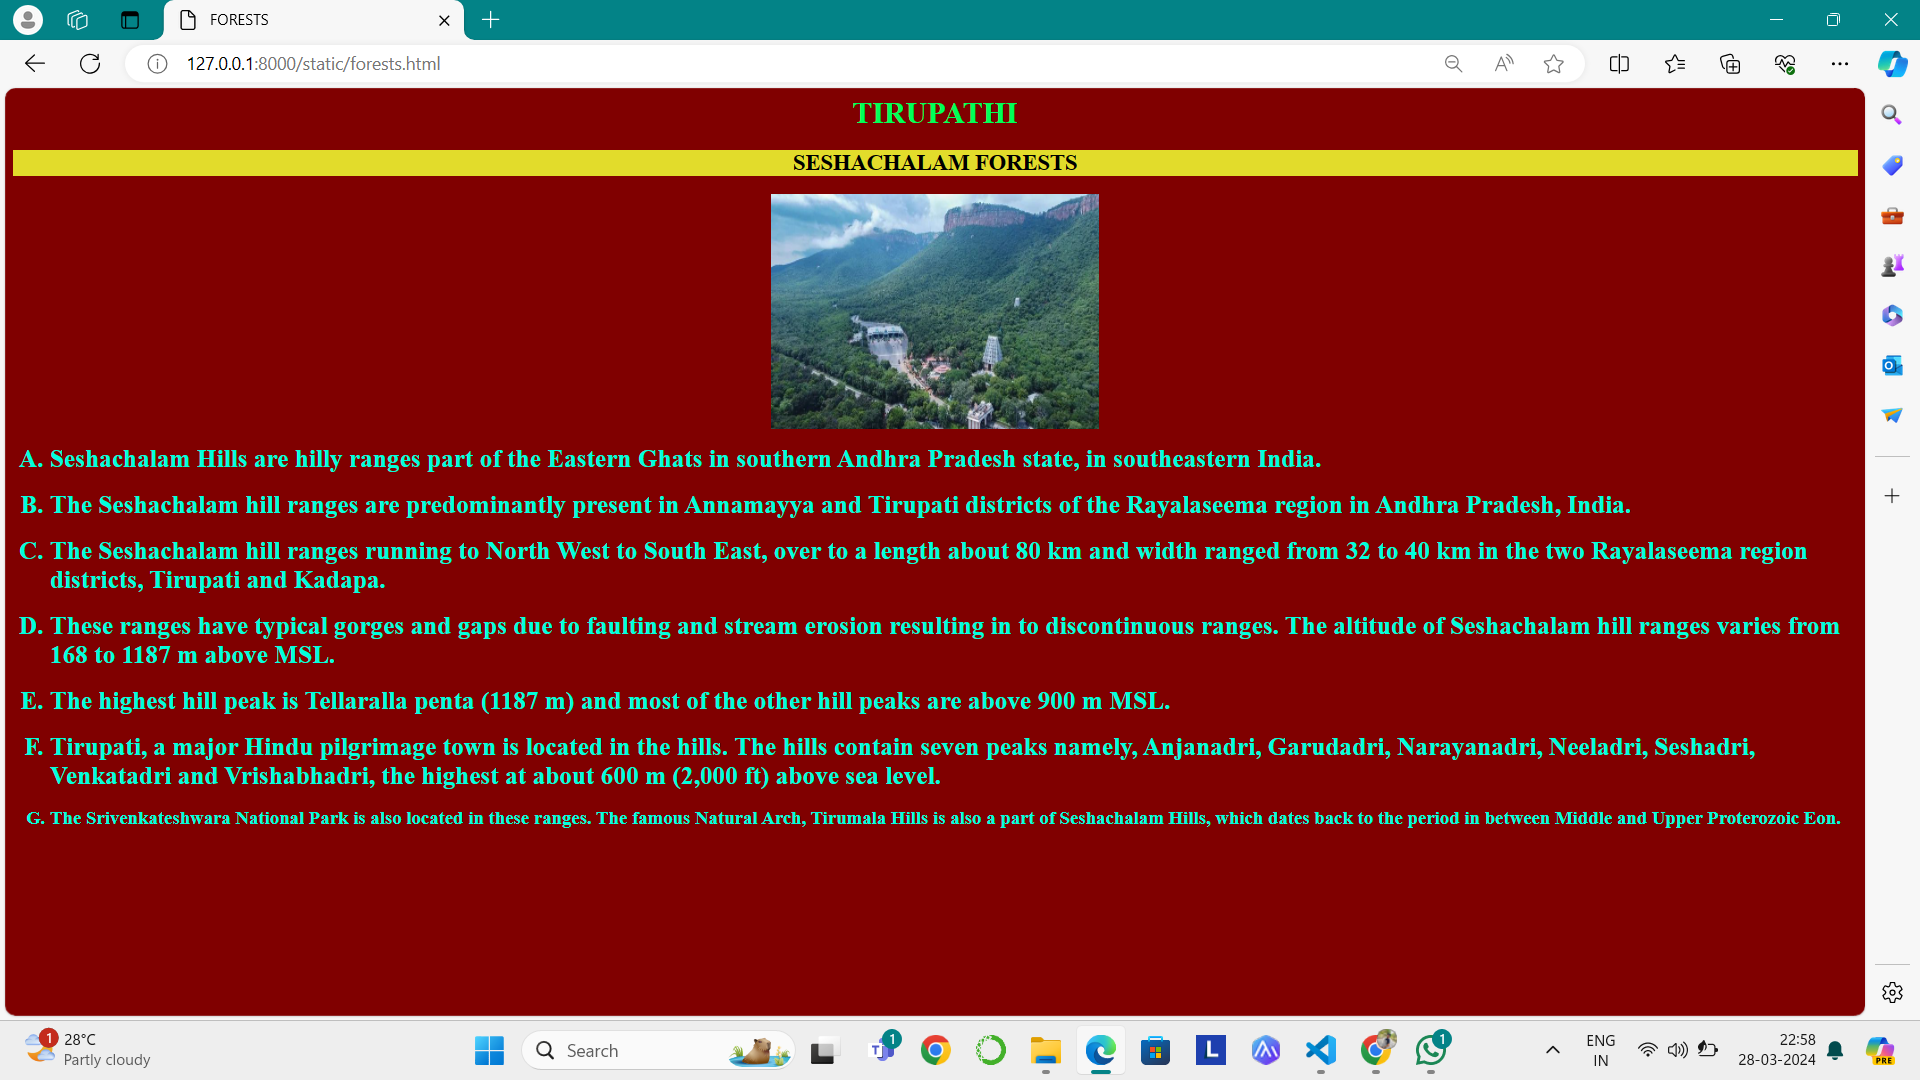 FORESTS
127.0.0.1:8000/static/forests.html
TIRUPATHI
SESHACHALAM FORESTS
A. Seshachalam Hills are hilly ranges part of the Eastern Ghats in southern Andhra Pradesh state, in southeastern India.
B. The Seshachalam hill ranges are predominantly present in Annamayya and Tirupati districts of the Rayalaseema region in Andhra Pradesh, India.
C. The Seshachalam hill ranges running to North West to South East, over to a length about 80 km and width ranged from 32 to 40 km in the two Rayalaseema region
districts, Tirupati and Kadapa.
D. These ranges have typical gorges and gaps due to faulting and stream erosion resulting in to discontinuous ranges. The altitude of Seshachalam hill ranges varies from
168 to 1187 m above MSL.
E. The highest hill peak is Tellaralla penta (1187 m) and most of the other hill peaks are above 900 m MSL.
F. Tirupati, a major Hindu pilgrimage town is located in the hills. The hills contain seven peaks namely, Anjanadri, Garudadri, Narayanadri, Neeladri, Seshadri,
Venkatadri and Vrishabhadri, the highest at about 600 m (2,000 ft) above sea level.
G. The Srivenkateshwara National Park is also located in these ranges. The famous Natural Arch, Tirumala Hills is also a part of Seshachalam Hills, which dates back to the period in between Middle and Upper Proterozoic Eon.
1
28°C
Partly cloudy
Search
1
L
1
ENG
IN
22:58
28-03-2024
PRE